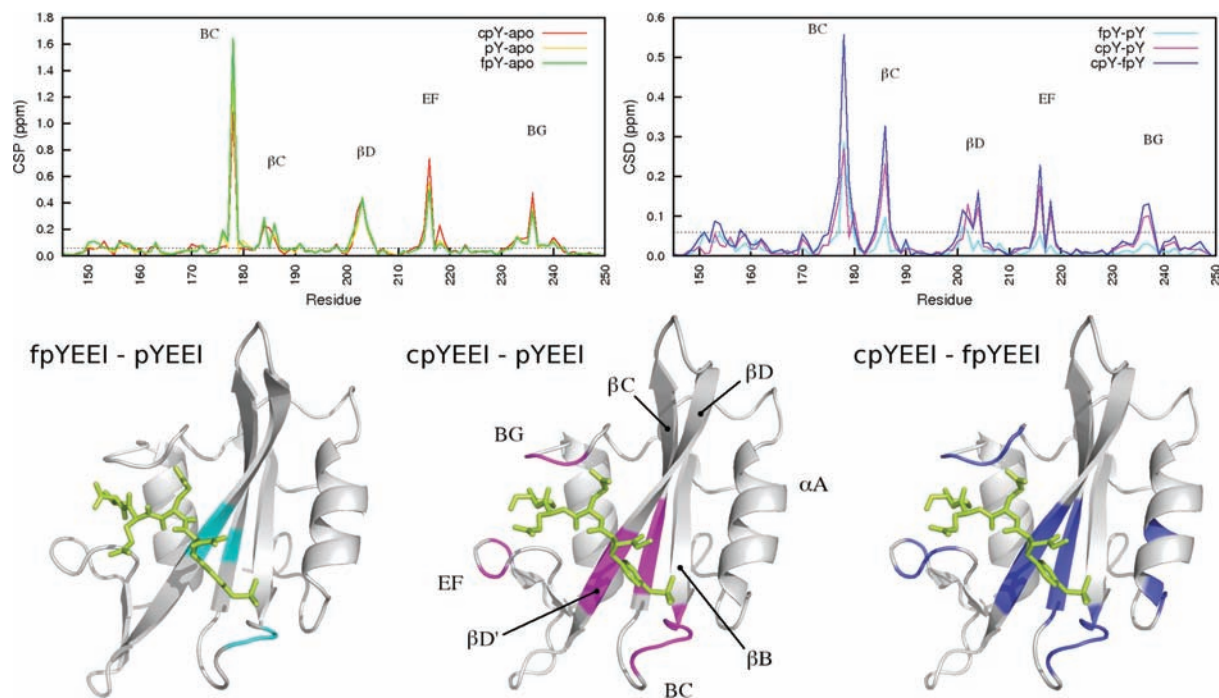 BC
cpY-apo
pY-apo
fpY-apo
βC
βD
EF
BG
CSP (ppm)
1.8
1.6
1.4
1.2
1.0
0.8
0.6
0.4
0.2
0.0
150 160 170 180 190 200 210 220 230 240 250
Residue
BC
fpY-pY
cpY-pY
cpY-fpY
βC
βD
EF
BG
CSD (ppm)
0.6
0.5
0.4
0.3
0.2
0.1
0.0
150 160 170 180 190 200 210 220 230 240 250
Residue
fpYEEI - pYEEI
cpYEEI - pYEEI
βC
βD
BG
αA
EF
βD'
βB
BC
cpYEEI - fpYEEI